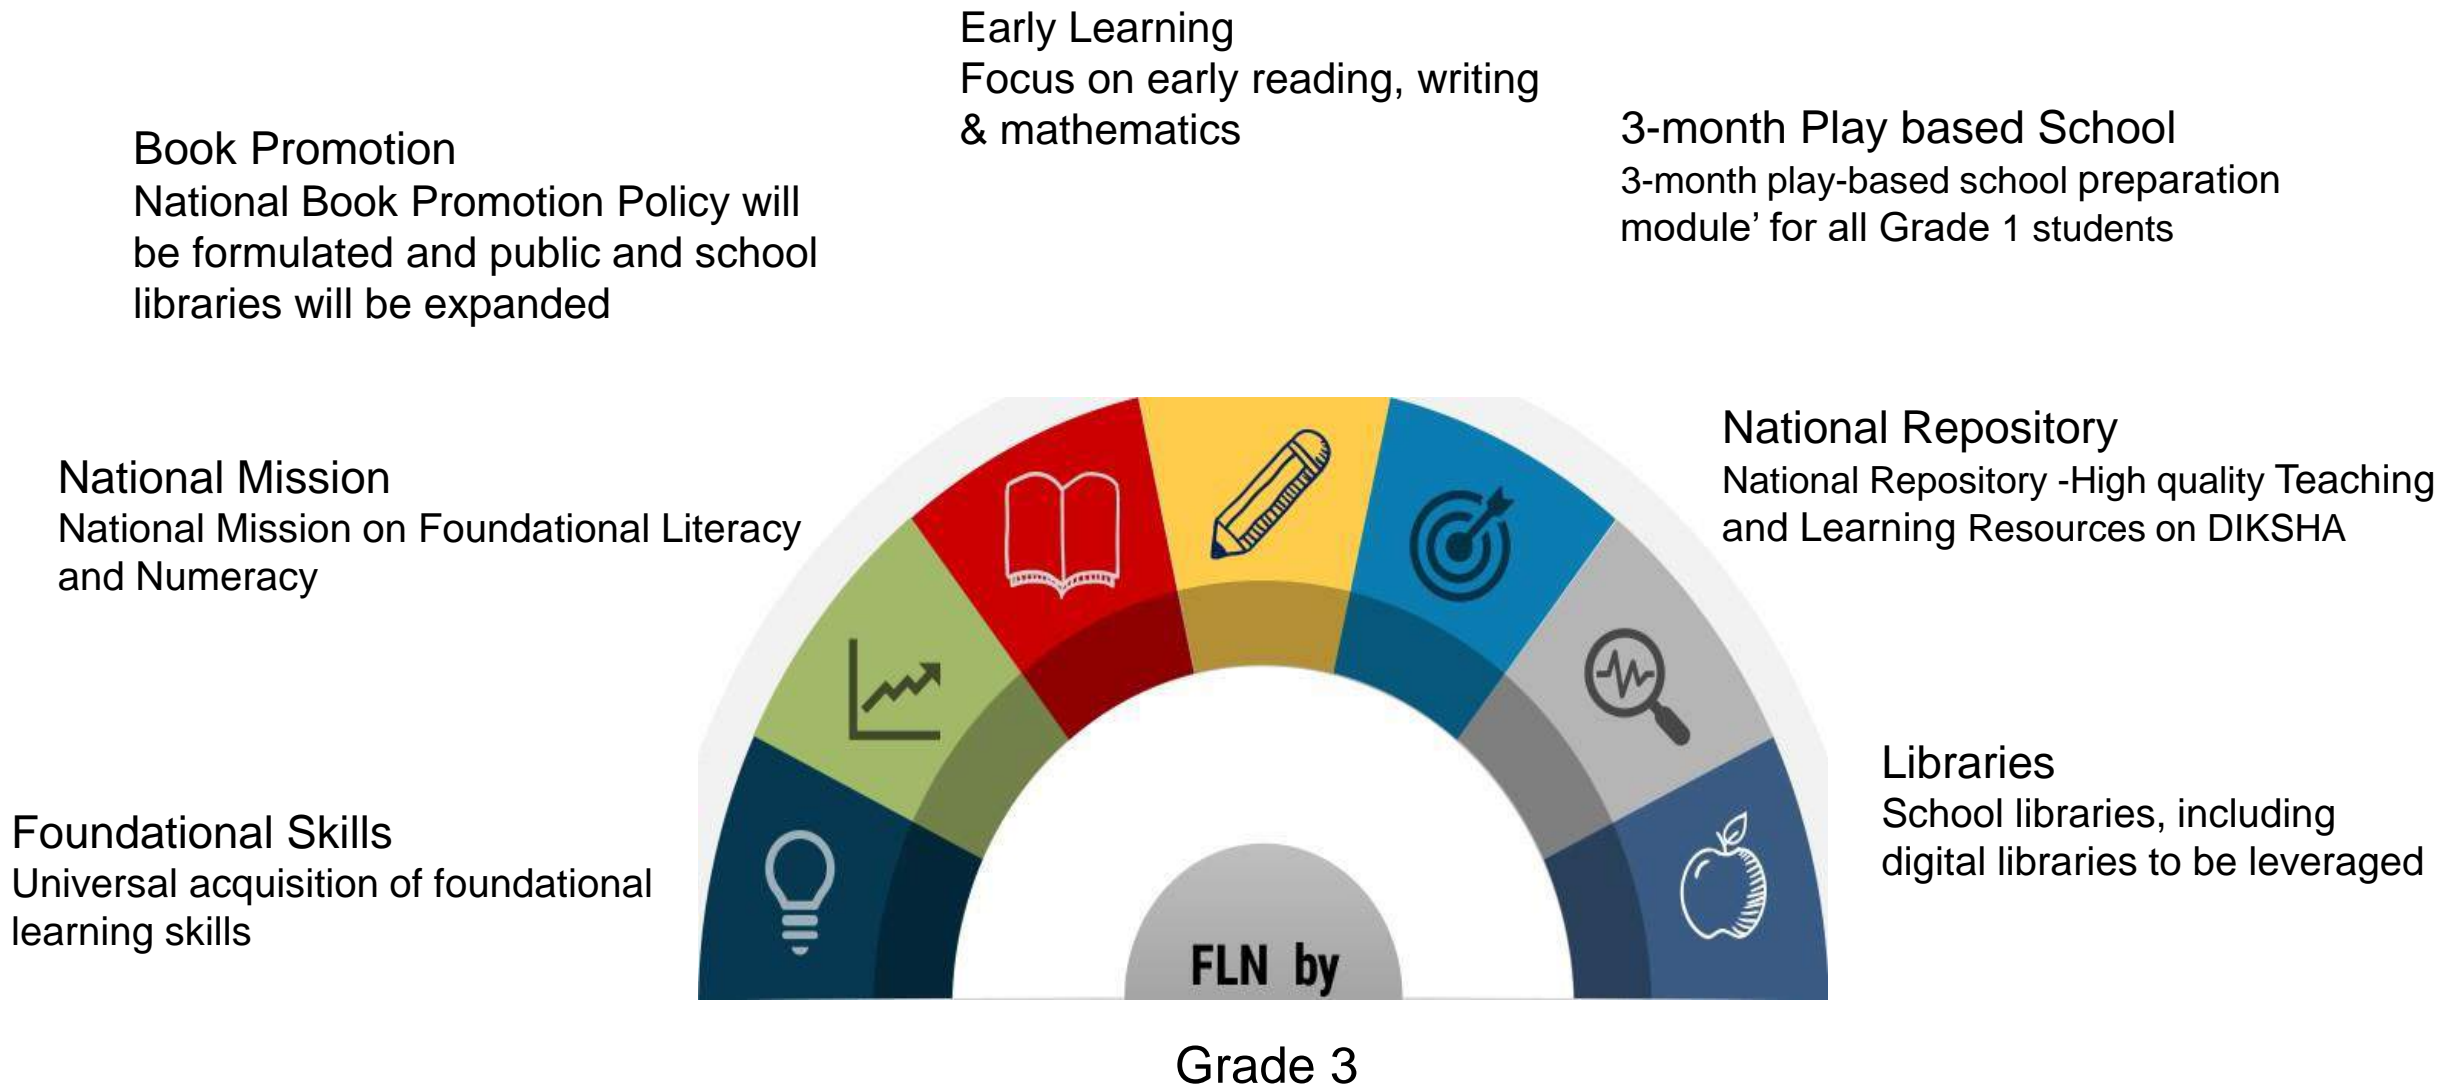 Early Learning
Focus on early reading, writing
& mathematics
Book Promotion
National Book Promotion Policy will
be formulated and public and school
libraries will be expanded
3-month Play based School
3-month play-based school preparation
module’ for all Grade 1 students
National Mission
National Mission on Foundational Literacy
and Numeracy
National Repository
National Repository -High quality Teaching
and Learning Resources on DIKSHA
Foundational Skills
Universal acquisition of foundational
learning skills
Libraries
School libraries, including
digital libraries to be leveraged
FLN by
Grade 3